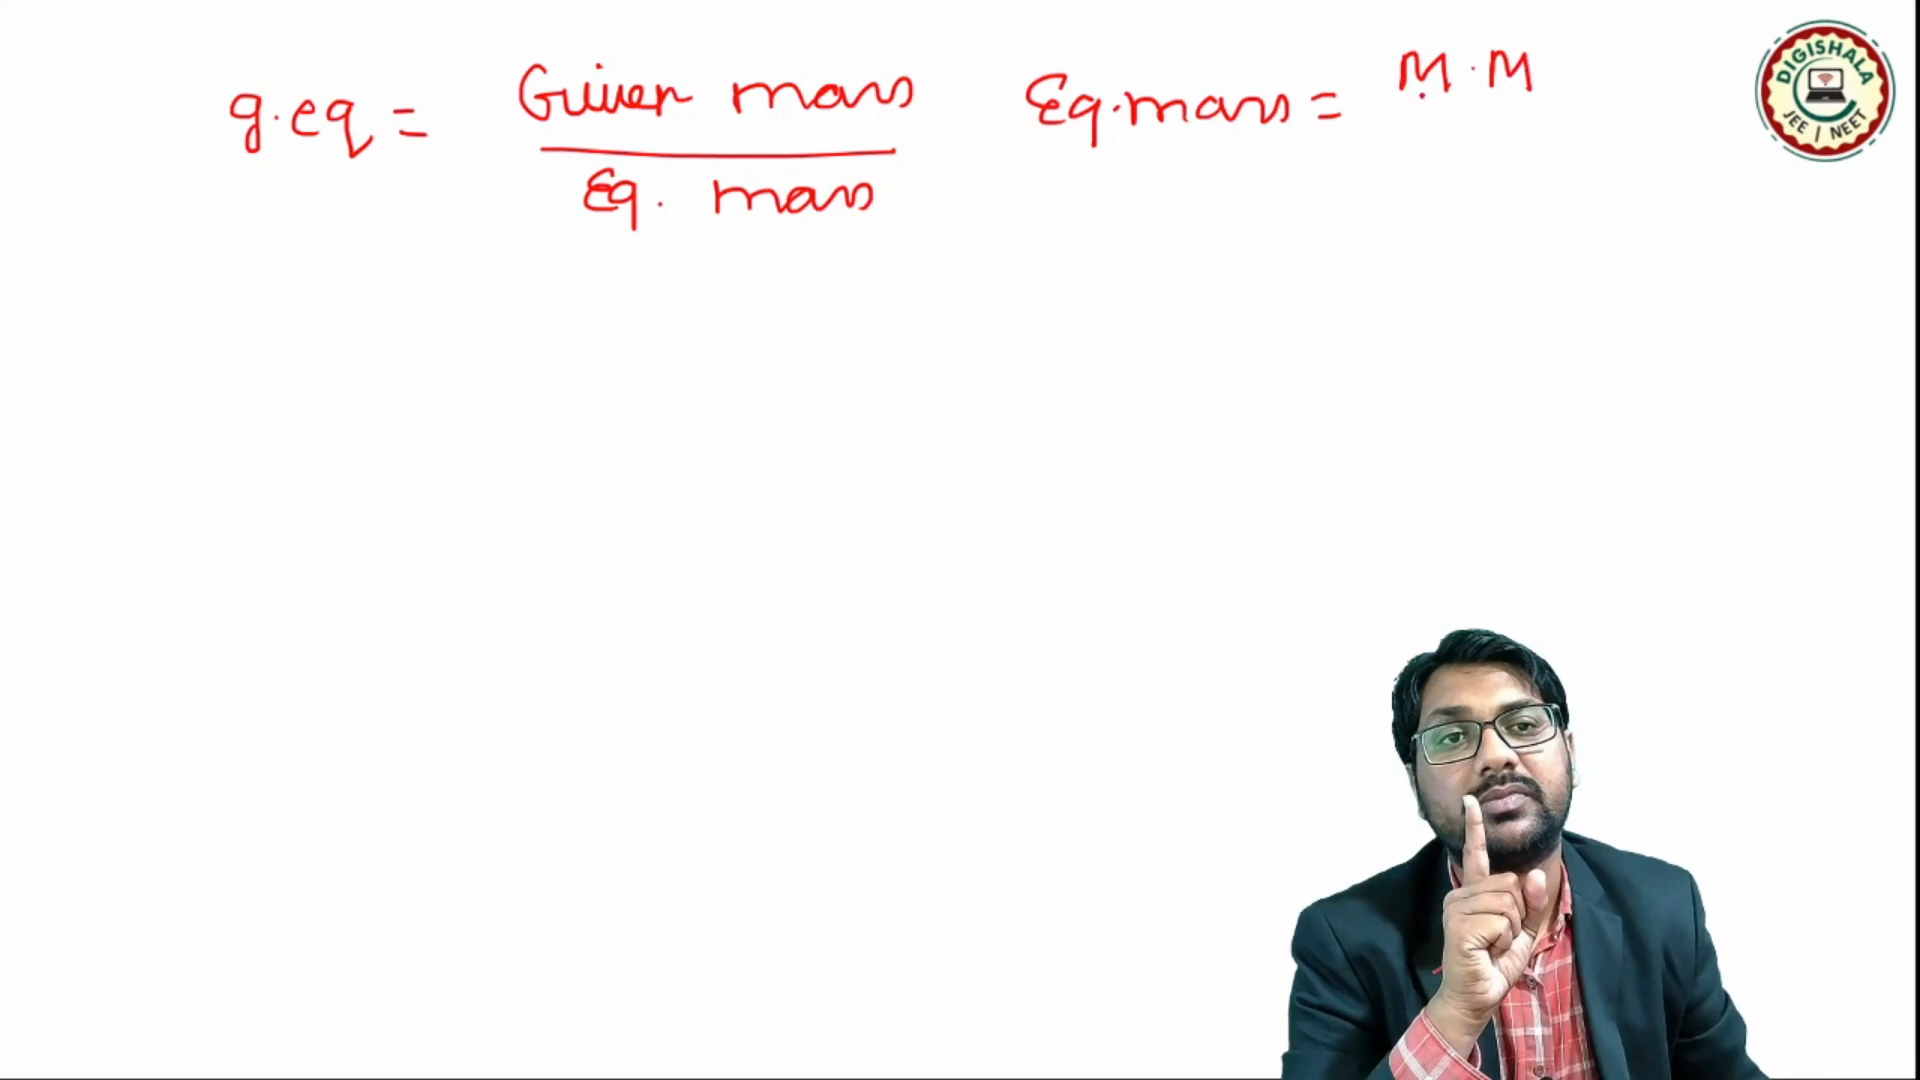 g.eq = Given mass Eq.mass = M.M
Eq. mass
DIGISHALA
JEE | NEET